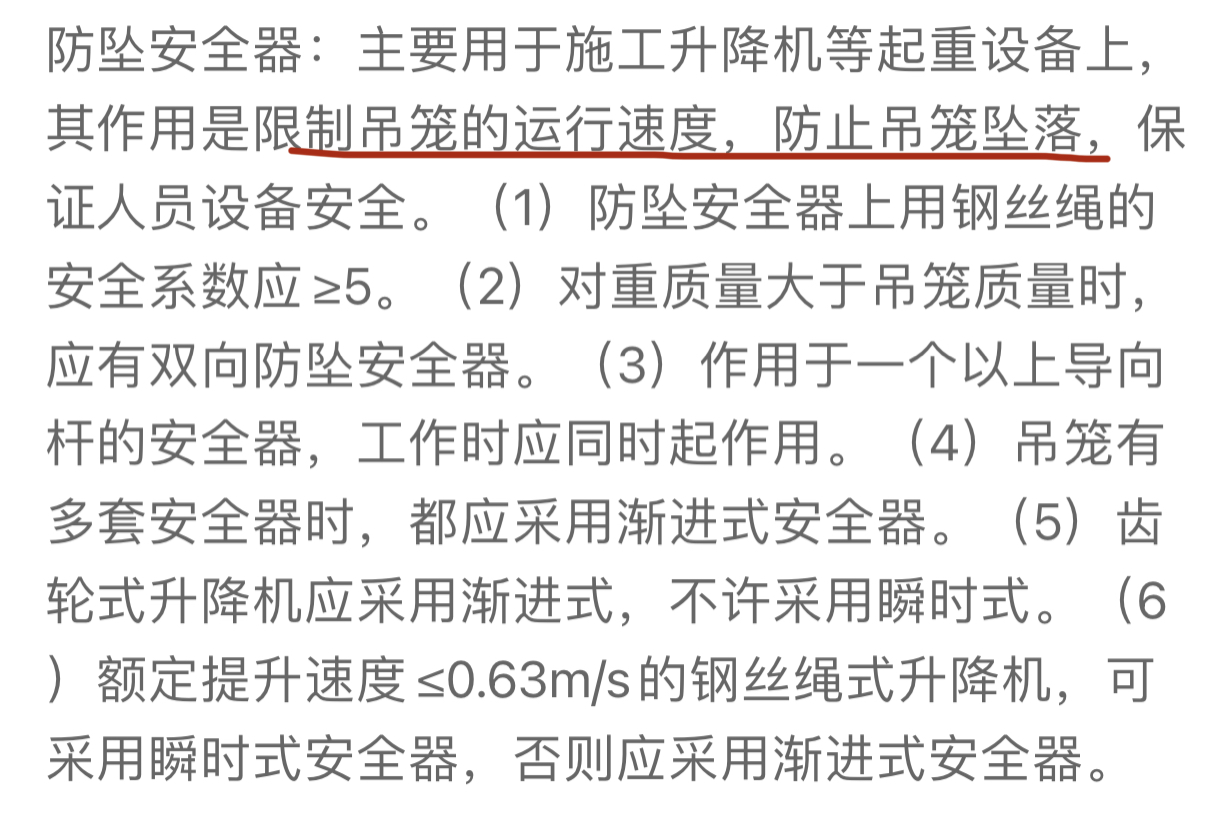 防坠安全器：主要用于施工升降机等起重设备上，
其作用是限制吊笼的运行速度，防止吊笼坠落，保
证人员设备安全。（1）防坠安全器上用钢丝绳的
安全系数应 ≥5。（2）对重质量大于吊笼质量时，
应有双向防坠安全器。（3）作用于一个以上导向
杆的安全器，工作时应同时起作用。（4）吊笼有
多套安全器时，都应采用渐进式安全器。（5）齿
轮式升降机应采用渐进式，不许采用瞬时式。（6
）额定提升速度 ≤0.63m/s 的钢丝绳式升降机，可
采用瞬时式安全器，否则应采用渐进式安全器。